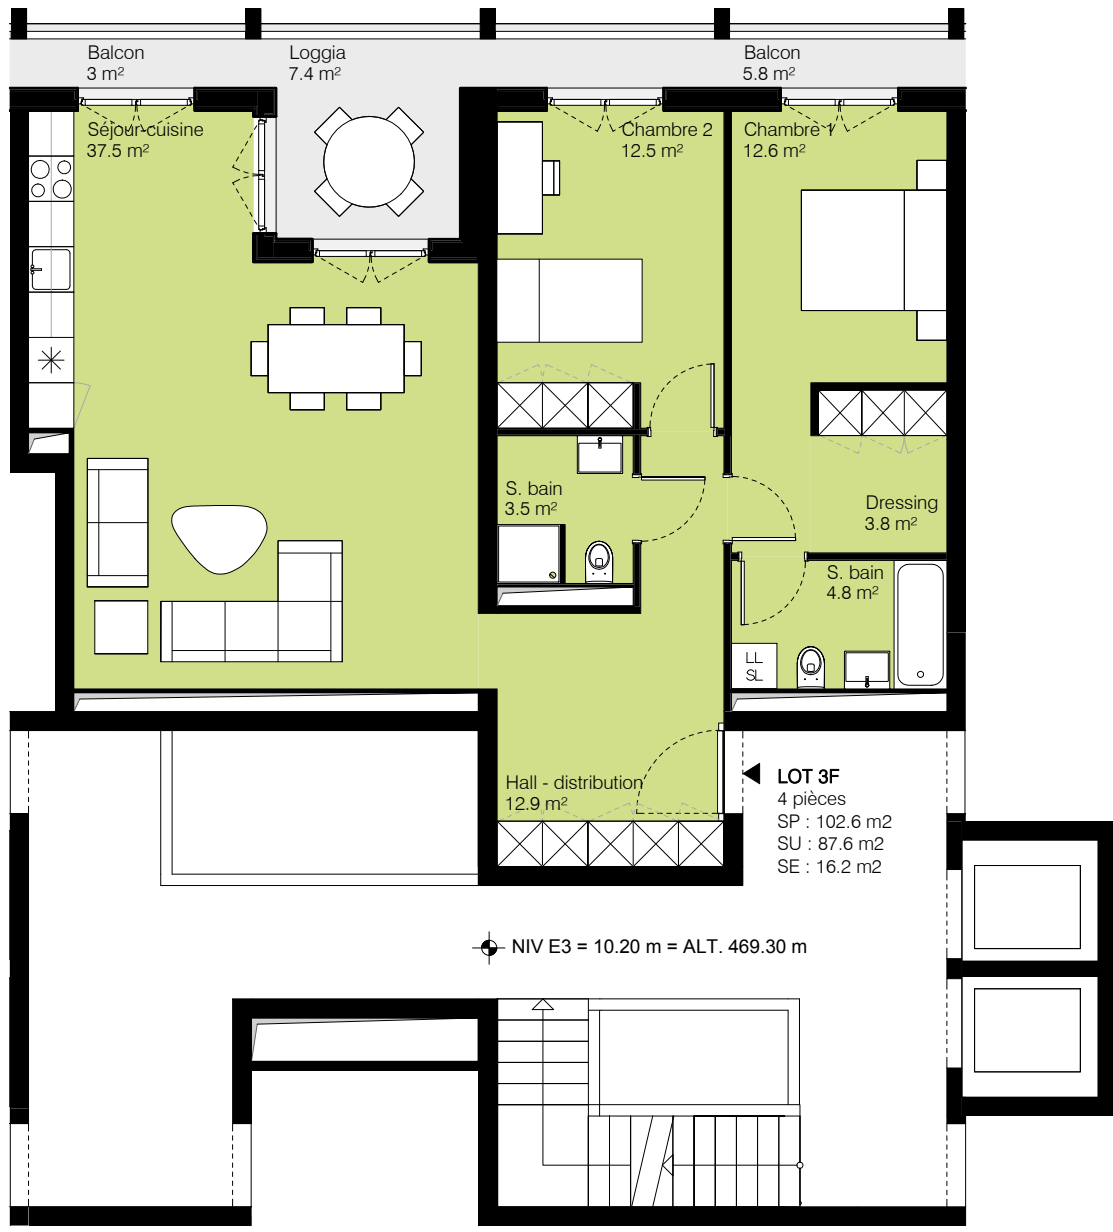 Balcon
3 m²
Loggia
7.4 m²
Balcon
5.8 m²
Séjour-cuisine
37.5 m²
Chambre 2
12.5 m²
Chambre 1
12.6 m²
S. bain
3.5 m²
Dressing
3.8 m²
S. bain
4.8 m²
LL
SL
Hall - distribution
12.9 m²
LOT 3F
4 pièces
SP : 102.6 m2
SU : 87.6 m2
SE : 16.2 m2
NIV E3 = 10.20 m = ALT. 469.30 m